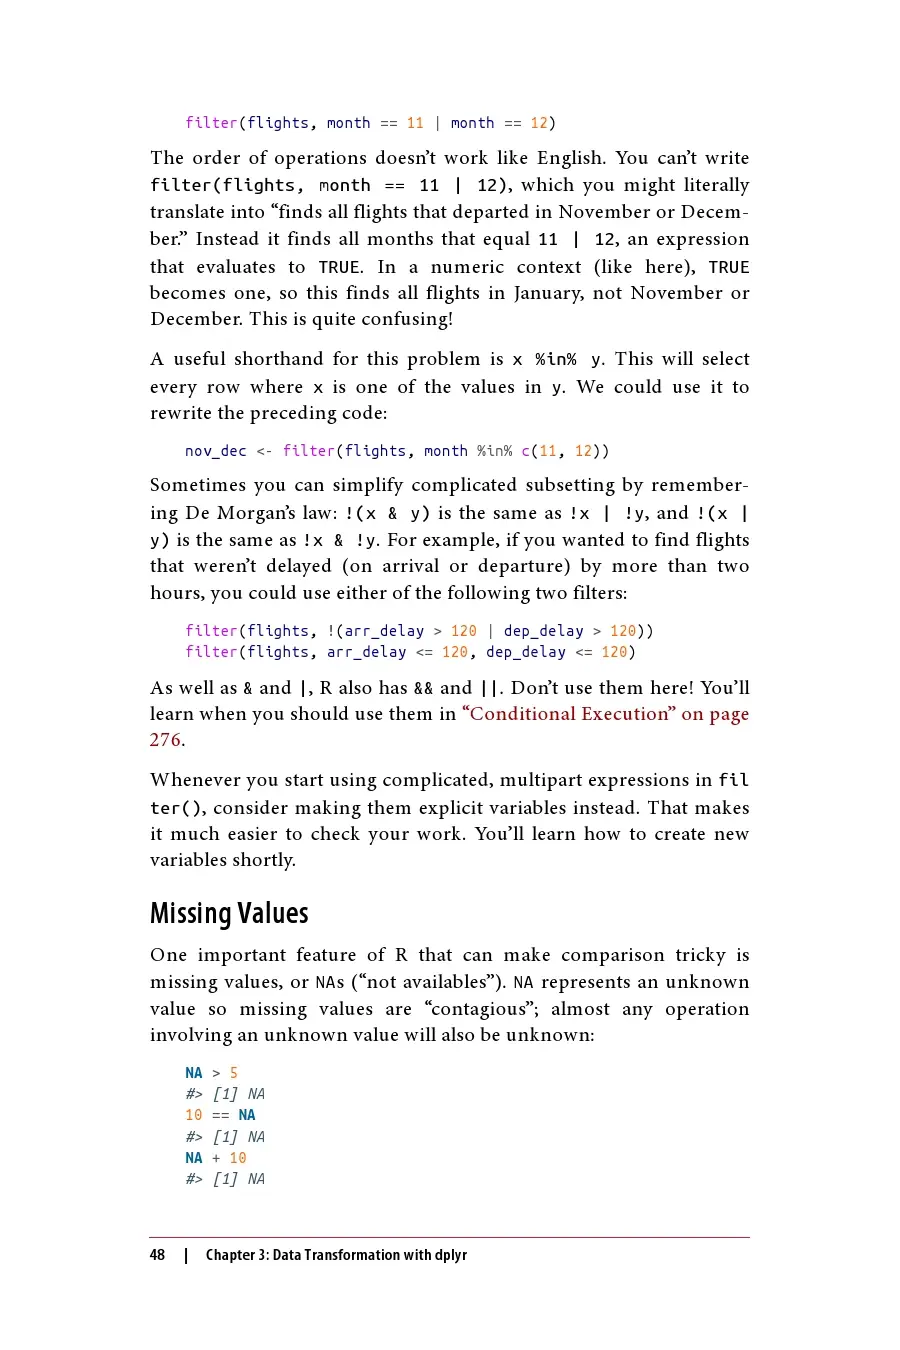 filter(flights, month == 11 | month == 12)
The order of operations doesn’t work like English. You can’t write
filter(flights, month == 11 | 12), which you might literally
translate into “finds all flights that departed in November or Decem-
ber.” Instead it finds all months that equal 11 | 12, an expression
that evaluates to TRUE. In a numeric context (like here), TRUE
becomes one, so this finds all flights in January, not November or
December. This is quite confusing!
A useful shorthand for this problem is x %in% y. This will select
every row where x is one of the values in y. We could use it to
rewrite the preceding code:
nov_dec <- filter(flights, month %in% c(11, 12))
Sometimes you can simplify complicated subsetting by remember-
ing De Morgan’s law: !(x & y) is the same as !x | !y, and !(x |
y) is the same as !x & !y. For example, if you wanted to find flights
that weren’t delayed (on arrival or departure) by more than two
hours, you could use either of the following two filters:
filter(flights, !(arr_delay > 120 | dep_delay > 120))
filter(flights, arr_delay <= 120, dep_delay <= 120)
As well as & and |, R also has && and ||. Don’t use them here! You’ll
learn when you should use them in “Conditional Execution” on page
276.
Whenever you start using complicated, multipart expressions in fil
ter(), consider making them explicit variables instead. That makes
it much easier to check your work. You’ll learn how to create new
variables shortly.
Missing Values
One important feature of R that can make comparison tricky is
missing values, or NAs (“not availables”). NA represents an unknown
value so missing values are “contagious”; almost any operation
involving an unknown value will also be unknown:
NA > 5
#> [1] NA
10 == NA
#> [1] NA
NA + 10
#> [1] NA
48 | Chapter 3: Data Transformation with dplyr